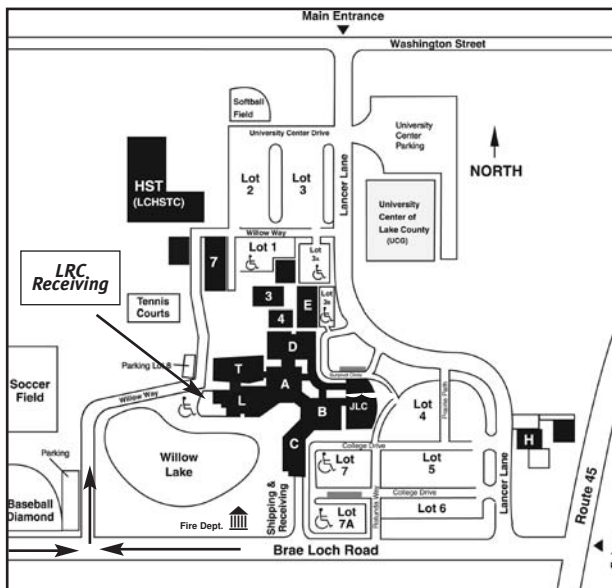 Main Entrance
Washington Street
Softball
Field
University Center Drive
University
Center
Parking
NORTH
HST
(LCHSTC)
Lot
2
Lot
3
Lancer Lane
University
Center of
Lake County
(UCG)
Willow Way
7
Lot 1
Lot
3A
LRC
Receiving
3
E
Lot
3B
Tennis
Courts
4
D
Parking Lot 8
T
A
Soccer
Field
Willow Way
L
B
JLC
Lot
4
C
H
College Drive
Willow
Lake
Lot
7
Lot
5
Parking
Lancer Lane
Route 45
Shipping &
Receiving
College Drive
Baseball
Diamond
Fire Dept.
Lot
7A
Rotunda Way
Lot 6
Brae Loch Road